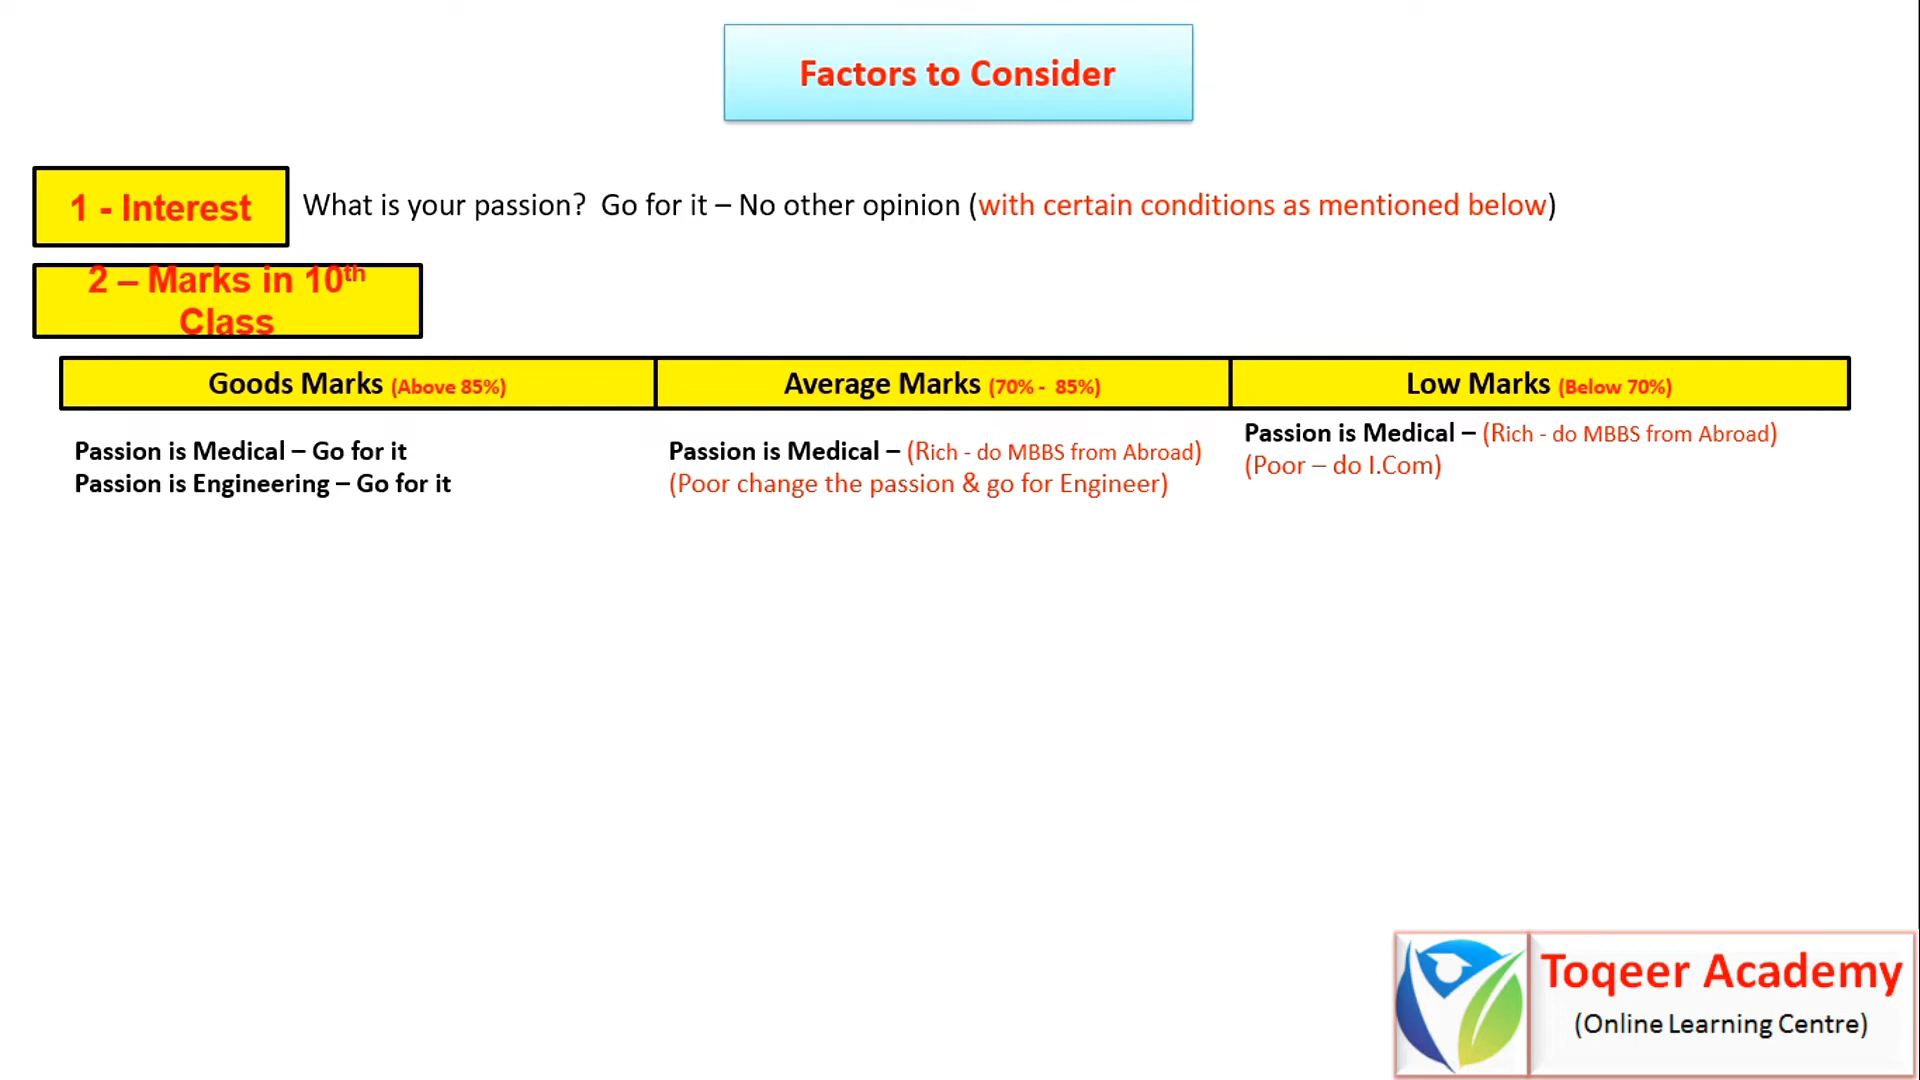 Factors to Consider
1 - Interest
What is your passion?  Go for it – No other opinion (with certain conditions as mentioned below)
2 – Marks in 10th
Class
Goods Marks (Above 85%)
Average Marks (70% -  85%)
Low Marks (Below 70%)
Passion is Medical – Go for it
Passion is Engineering – Go for it
Passion is Medical – (Rich - do MBBS from Abroad)
(Poor change the passion & go for Engineer)
Passion is Medical – (Rich - do MBBS from Abroad)
(Poor – do I.Com)
Toqeer Academy
(Online Learning Centre)